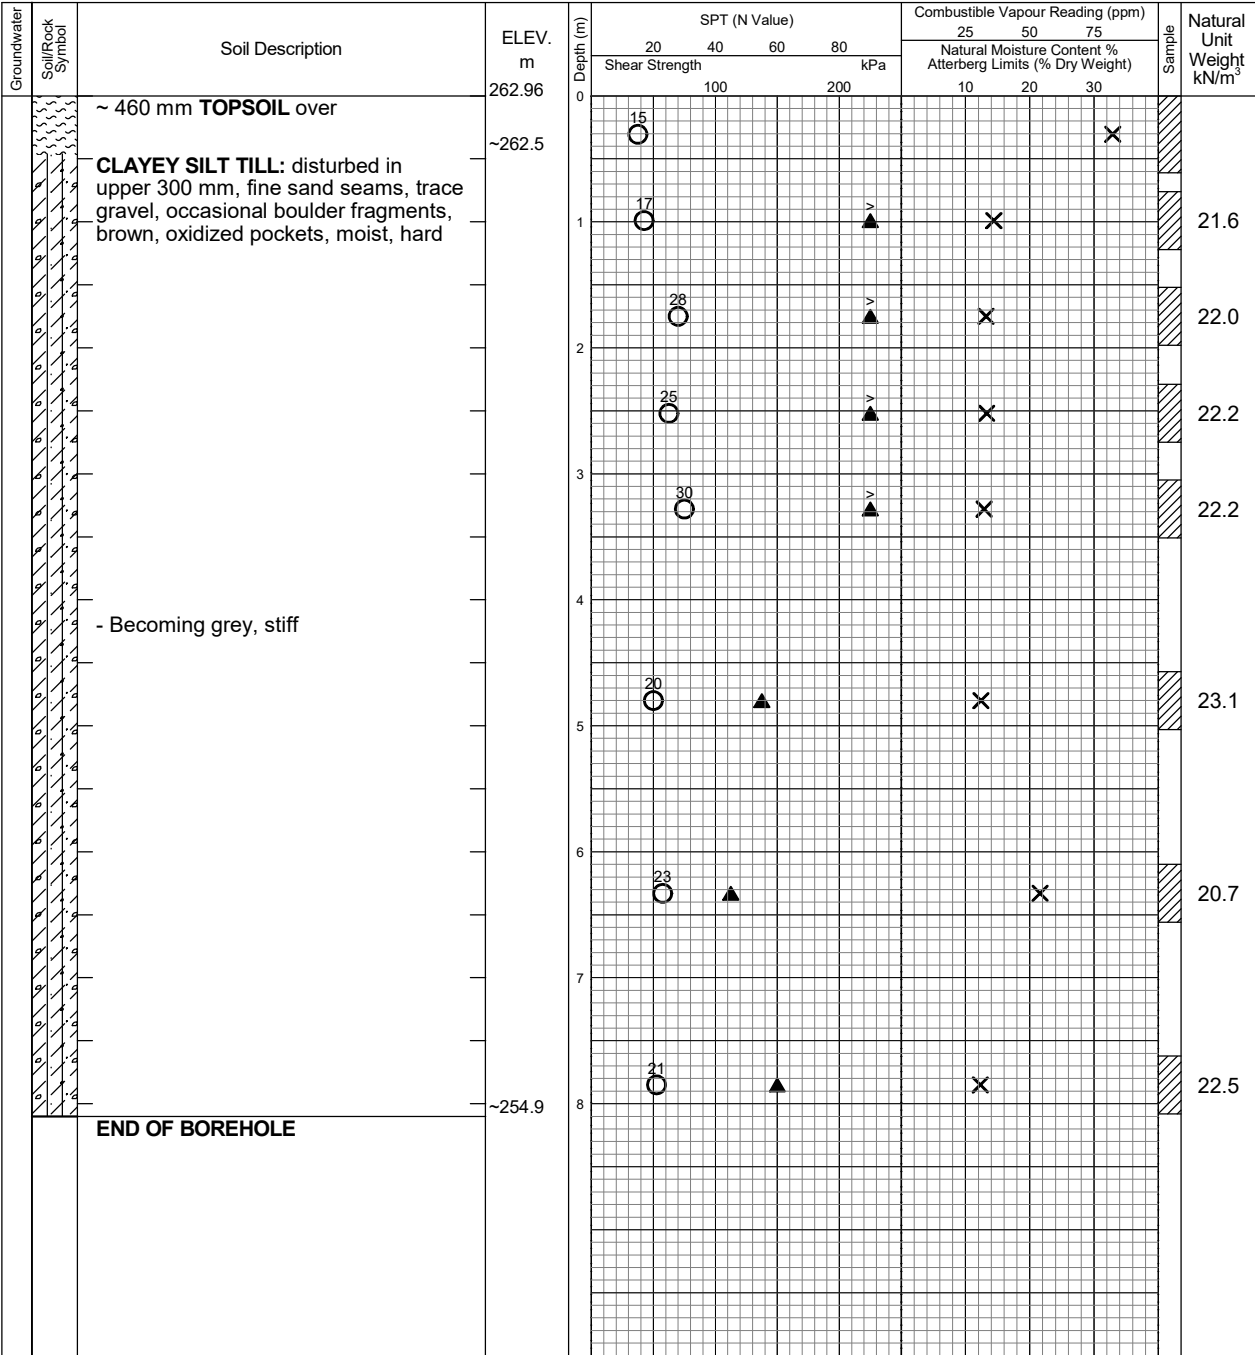 Groundwater
Soil/Rock
Symbol
Soil Description
ELEV.
m
262.96
Depth (m)
SPT (N Value)
20 40 60 80
Shear Strength kPa
100 200
Combustible Vapour Reading (ppm)
25 50 75
Natural Moisture Content %
Atterberg Limits (% Dry Weight)
10 20 30
Sample
Natural
Unit
Weight
kN/m³
0
~ 460 mm TOPSOIL over
15
~262.5
CLAYEY SILT TILL: disturbed in
upper 300 mm, fine sand seams, trace
gravel, occasional boulder fragments,
brown, oxidized pockets, moist, hard
17 >
1
21.6
28 >
22.0
2
25 >
22.2
3
30 >
22.2
4
- Becoming grey, stiff
20
23.1
5
6
23
20.7
7
21
22.5
8
~254.9
END OF BOREHOLE